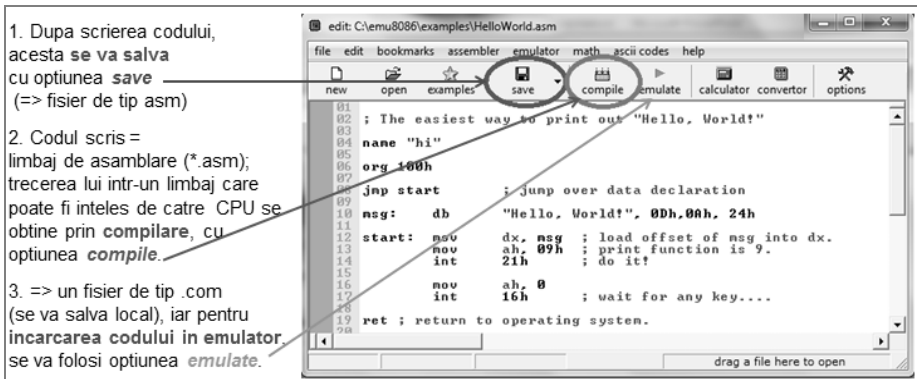 1. Dupa scrierea codului,
acesta se va salva
cu optiunea save
(=> fisier de tip asm)
2. Codul scris =
limbaj de asamblare (*.asm);
trecerea lui intr-un limbaj care
poate fi inteles de catre CPU se
obtine prin compilare, cu
optiunea compile.
3. => un fisier de tip .com
(se va salva local), iar pentru
incarcarea codului in emulator
se va folosi optiunea emulate.
edit: C:\emu8086\examples\HelloWorld.asm
file edit bookmarks assembler emulator math ascii codes help
new open examples save compile emulate calculator convertor options
01
02 ; The easiest way to print out "Hello, World!"
03
04 name "hi"
05
06 org 100h
07
08 jmp start ; jump over data declaration
09
10 msg: db "Hello, World!", 0Dh,0Ah, 24h
11
12 start: mov dx, msg ; load offset of msg into dx.
13 mov ah, 09h ; print function is 9.
14 int 21h ; do it!
15
16 mov ah, 0
17 int 16h ; wait for any key....
18
19 ret ; return to operating system.
20
drag a file here to open